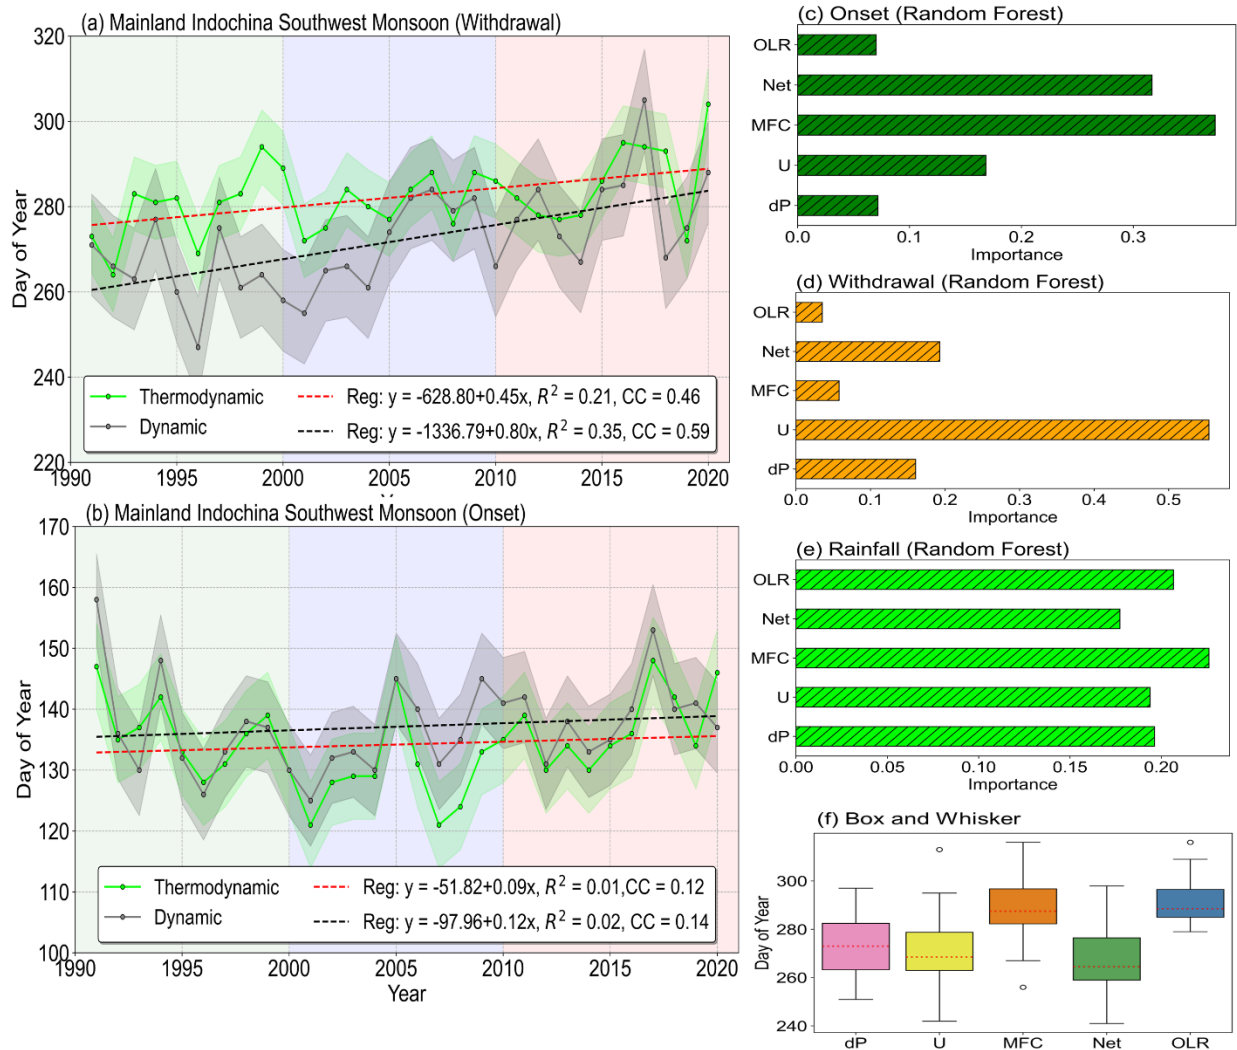 (a) Mainland Indochina Southwest Monsoon (Withdrawal)
320
300
280
260
240
220
Day of Year
Thermodynamic
Reg: y = -628.80+0.45x, R² = 0.21, CC = 0.46
Dynamic
Reg: y = -1336.79+0.80x, R² = 0.35, CC = 0.59
1990 1995 2000 2005 2010 2015 2020
(b) Mainland Indochina Southwest Monsoon (Onset)
170
160
150
140
130
120
110
100
Day of Year
Thermodynamic
Reg: y = -51.82+0.09x, R² = 0.01,CC = 0.12
Dynamic
Reg: y = -97.96+0.12x, R² = 0.02, CC = 0.14
1990 1995 2000 2005 2010 2015 2020
Year
(c) Onset (Random Forest)
OLR
Net
MFC
U
dP
0.0 0.1 0.2 0.3
Importance
(d) Withdrawal (Random Forest)
OLR
Net
MFC
U
dP
0.0 0.1 0.2 0.3 0.4 0.5
Importance
(e) Rainfall (Random Forest)
OLR
Net
MFC
U
dP
0.00 0.05 0.10 0.15 0.20
Importance
(f) Box and Whisker
300
280
260
240
Day of Year
dP U MFC Net OLR